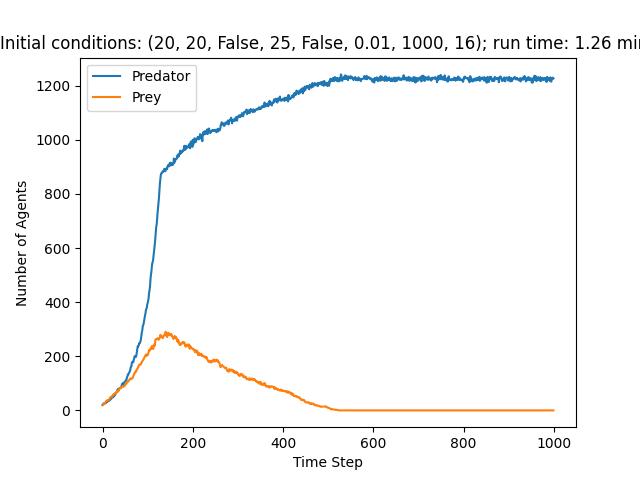 Initial conditions: (20, 20, False, 25, False, 0.01, 1000, 16); run time: 1.26
Predator
Prey
Number of Agents
1200
1000
800
600
400
200
0
0 200 400 600 800 1000
Time Step